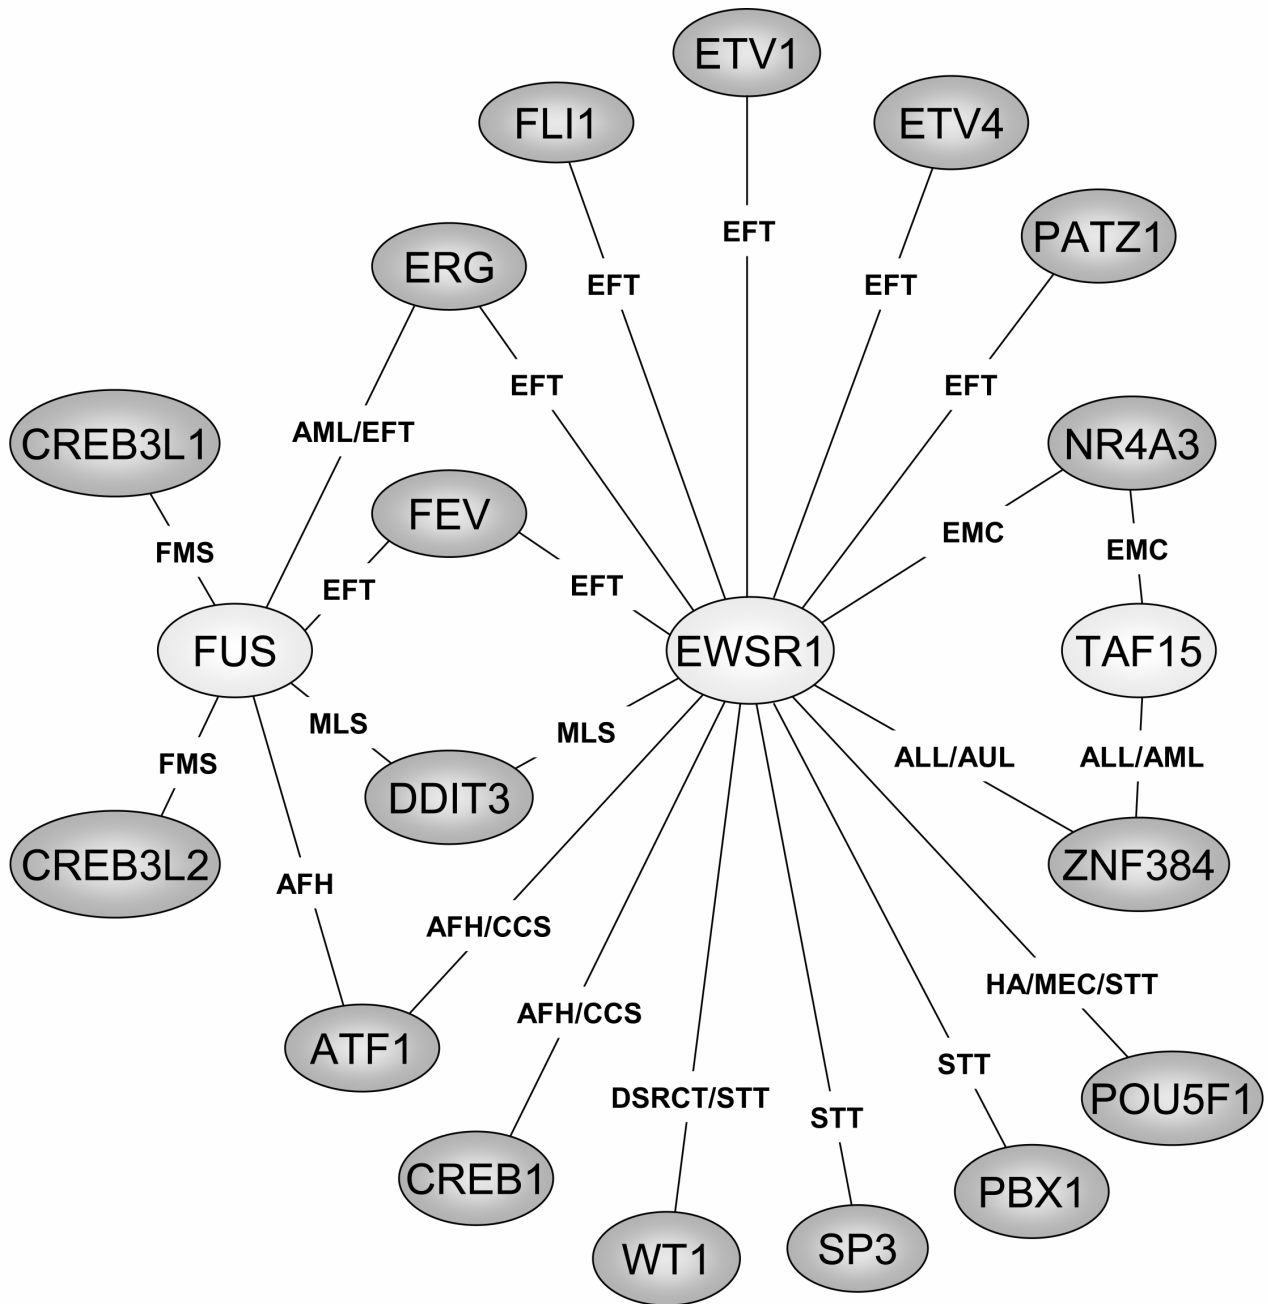 ETV1
FLI1
ETV4
PATZ1
EFT
ERG
EFT
EFT
EFT
EFT
AML/EFT
CREB3L1
NR4A3
FEV
EMC
EMC
FMS
EFT
EFT
FUS
EWSR1
TAF15
MLS
MLS
FMS
ALL/AUL
ALL/AML
DDIT3
CREB3L2
ZNF384
AFH
AFH/CCS
HA/MEC/STT
AFH/CCS
ATF1
STT
DSRCT/STT
POU5F1
STT
CREB1
PBX1
SP3
WT1